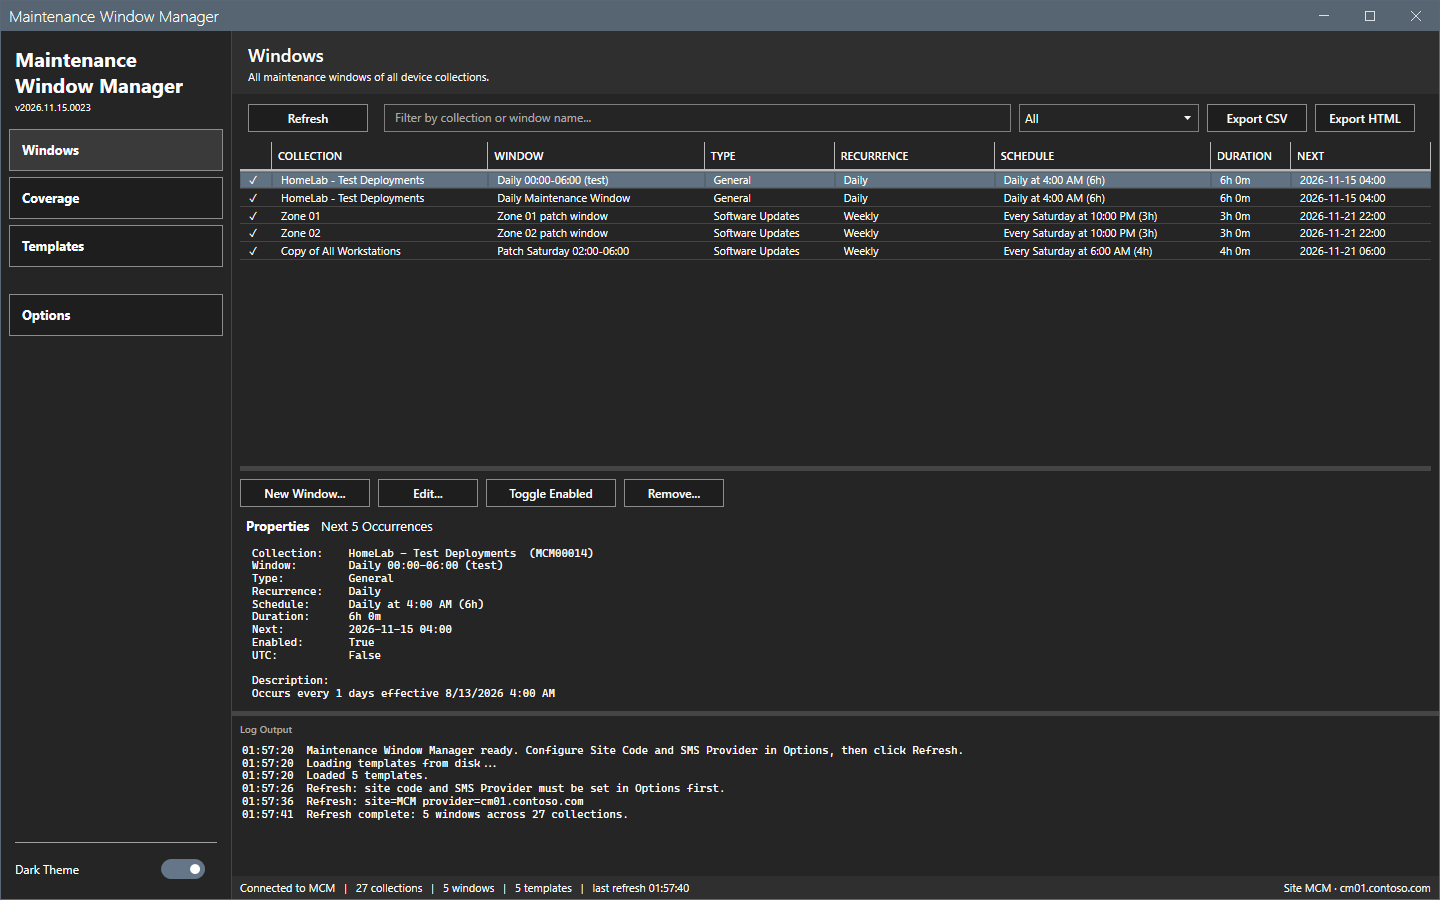 Maintenance Window Manager
Maintenance
Window Manager
v2026.11.15.0023
Windows
Coverage
Templates
Options
Dark Theme
Windows
All maintenance windows of all device collections.
Refresh
Filter by collection or window name...
All
Export CSV
Export HTML
COLLECTION WINDOW TYPE RECURRENCE SCHEDULE DURATION NEXT
✓ HomeLab - Test Deployments Daily 00:00-06:00 (test) General Daily Daily at 4:00 AM (6h) 6h 0m 2026-11-15 04:00
✓ HomeLab - Test Deployments Daily Maintenance Window General Daily Daily at 4:00 AM (6h) 6h 0m 2026-11-15 04:00
✓ Zone 01 Zone 01 patch window Software Updates Weekly Every Saturday at 10:00 PM (3h) 3h 0m 2026-11-21 22:00
✓ Zone 02 Zone 02 patch window Software Updates Weekly Every Saturday at 10:00 PM (3h) 3h 0m 2026-11-21 22:00
✓ Copy of All Workstations Patch Saturday 02:00-06:00 Software Updates Weekly Every Saturday at 6:00 AM (4h) 4h 0m 2026-11-21 06:00
New Window...
Edit...
Toggle Enabled
Remove...
Properties Next 5 Occurrences
Collection: HomeLab - Test Deployments (MCM00014)
Window: Daily 00:00-06:00 (test)
Type: General
Recurrence: Daily
Schedule: Daily at 4:00 AM (6h)
Duration: 6h 0m
Next: 2026-11-15 04:00
Enabled: True
UTC: False
Description:
Occurs every 1 days effective 8/13/2026 4:00 AM
Log Output
01:57:20 Maintenance Window Manager ready. Configure Site Code and SMS Provider in Options, then click Refresh.
01:57:20 Loading templates from disk...
01:57:20 Loaded 5 templates.
01:57:26 Refresh: site code and SMS Provider must be set in Options first.
01:57:36 Refresh: site=MCM provider=cm01.contoso.com
01:57:41 Refresh complete: 5 windows across 27 collections.
Connected to MCM | 27 collections | 5 windows | 5 templates | last refresh 01:57:40
Site MCM · cm01.contoso.com